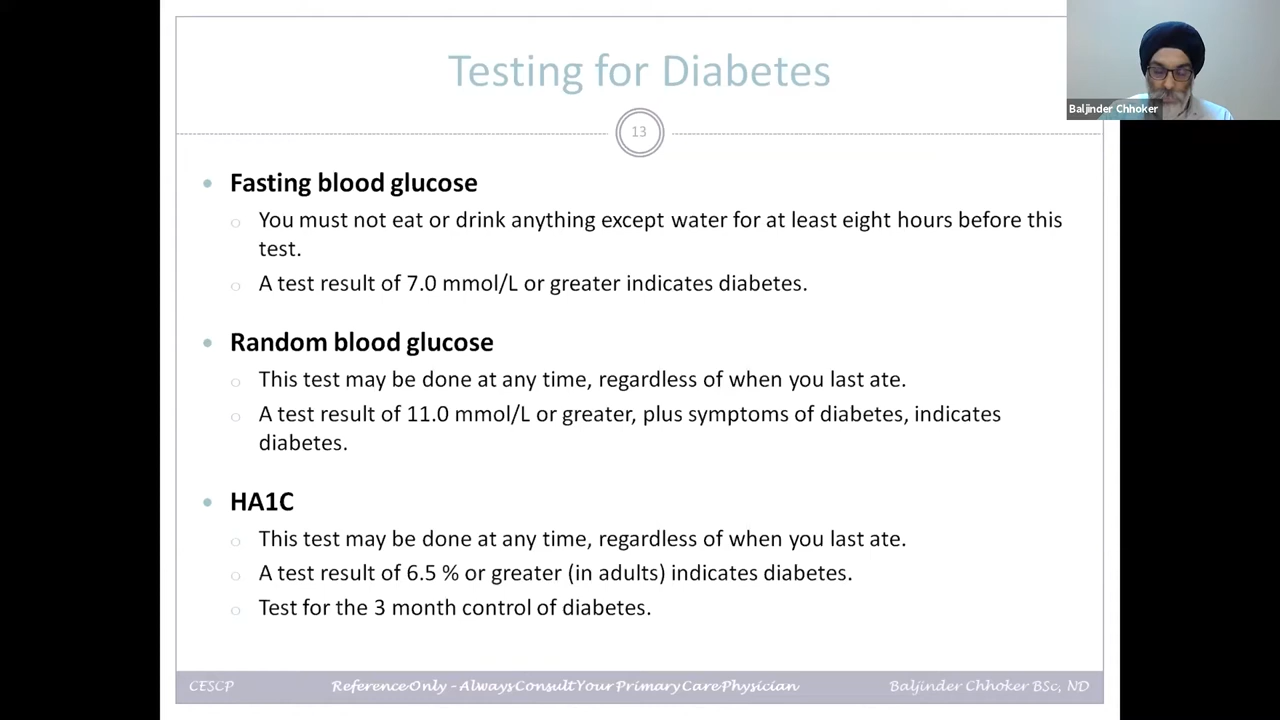 Testing for Diabetes
Baljinder Chhoker
13
Fasting blood glucose
You must not eat or drink anything except water for at least eight hours before this
test.
A test result of 7.0 mmol/L or greater indicates diabetes.
Random blood glucose
This test may be done at any time, regardless of when you last ate.
A test result of 11.0 mmol/L or greater, plus symptoms of diabetes, indicates
diabetes.
HA1C
This test may be done at any time, regardless of when you last ate.
A test result of 6.5 % or greater (in adults) indicates diabetes.
Test for the 3 month control of diabetes.
CESCP
Reference Only - Always Consult Your Primary Care Physician
Baljinder Chhoker BSc, ND